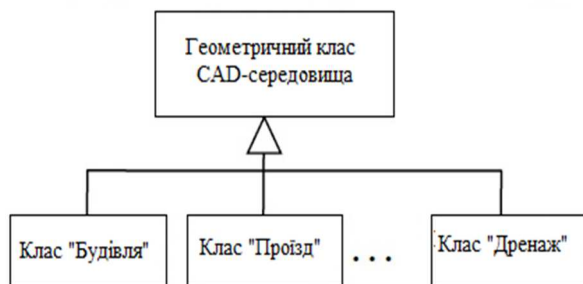 Геометричний клас
CAD-середовища
Клас "Будівля"
Клас "Проїзд"
. . .
Клас "Дренаж"